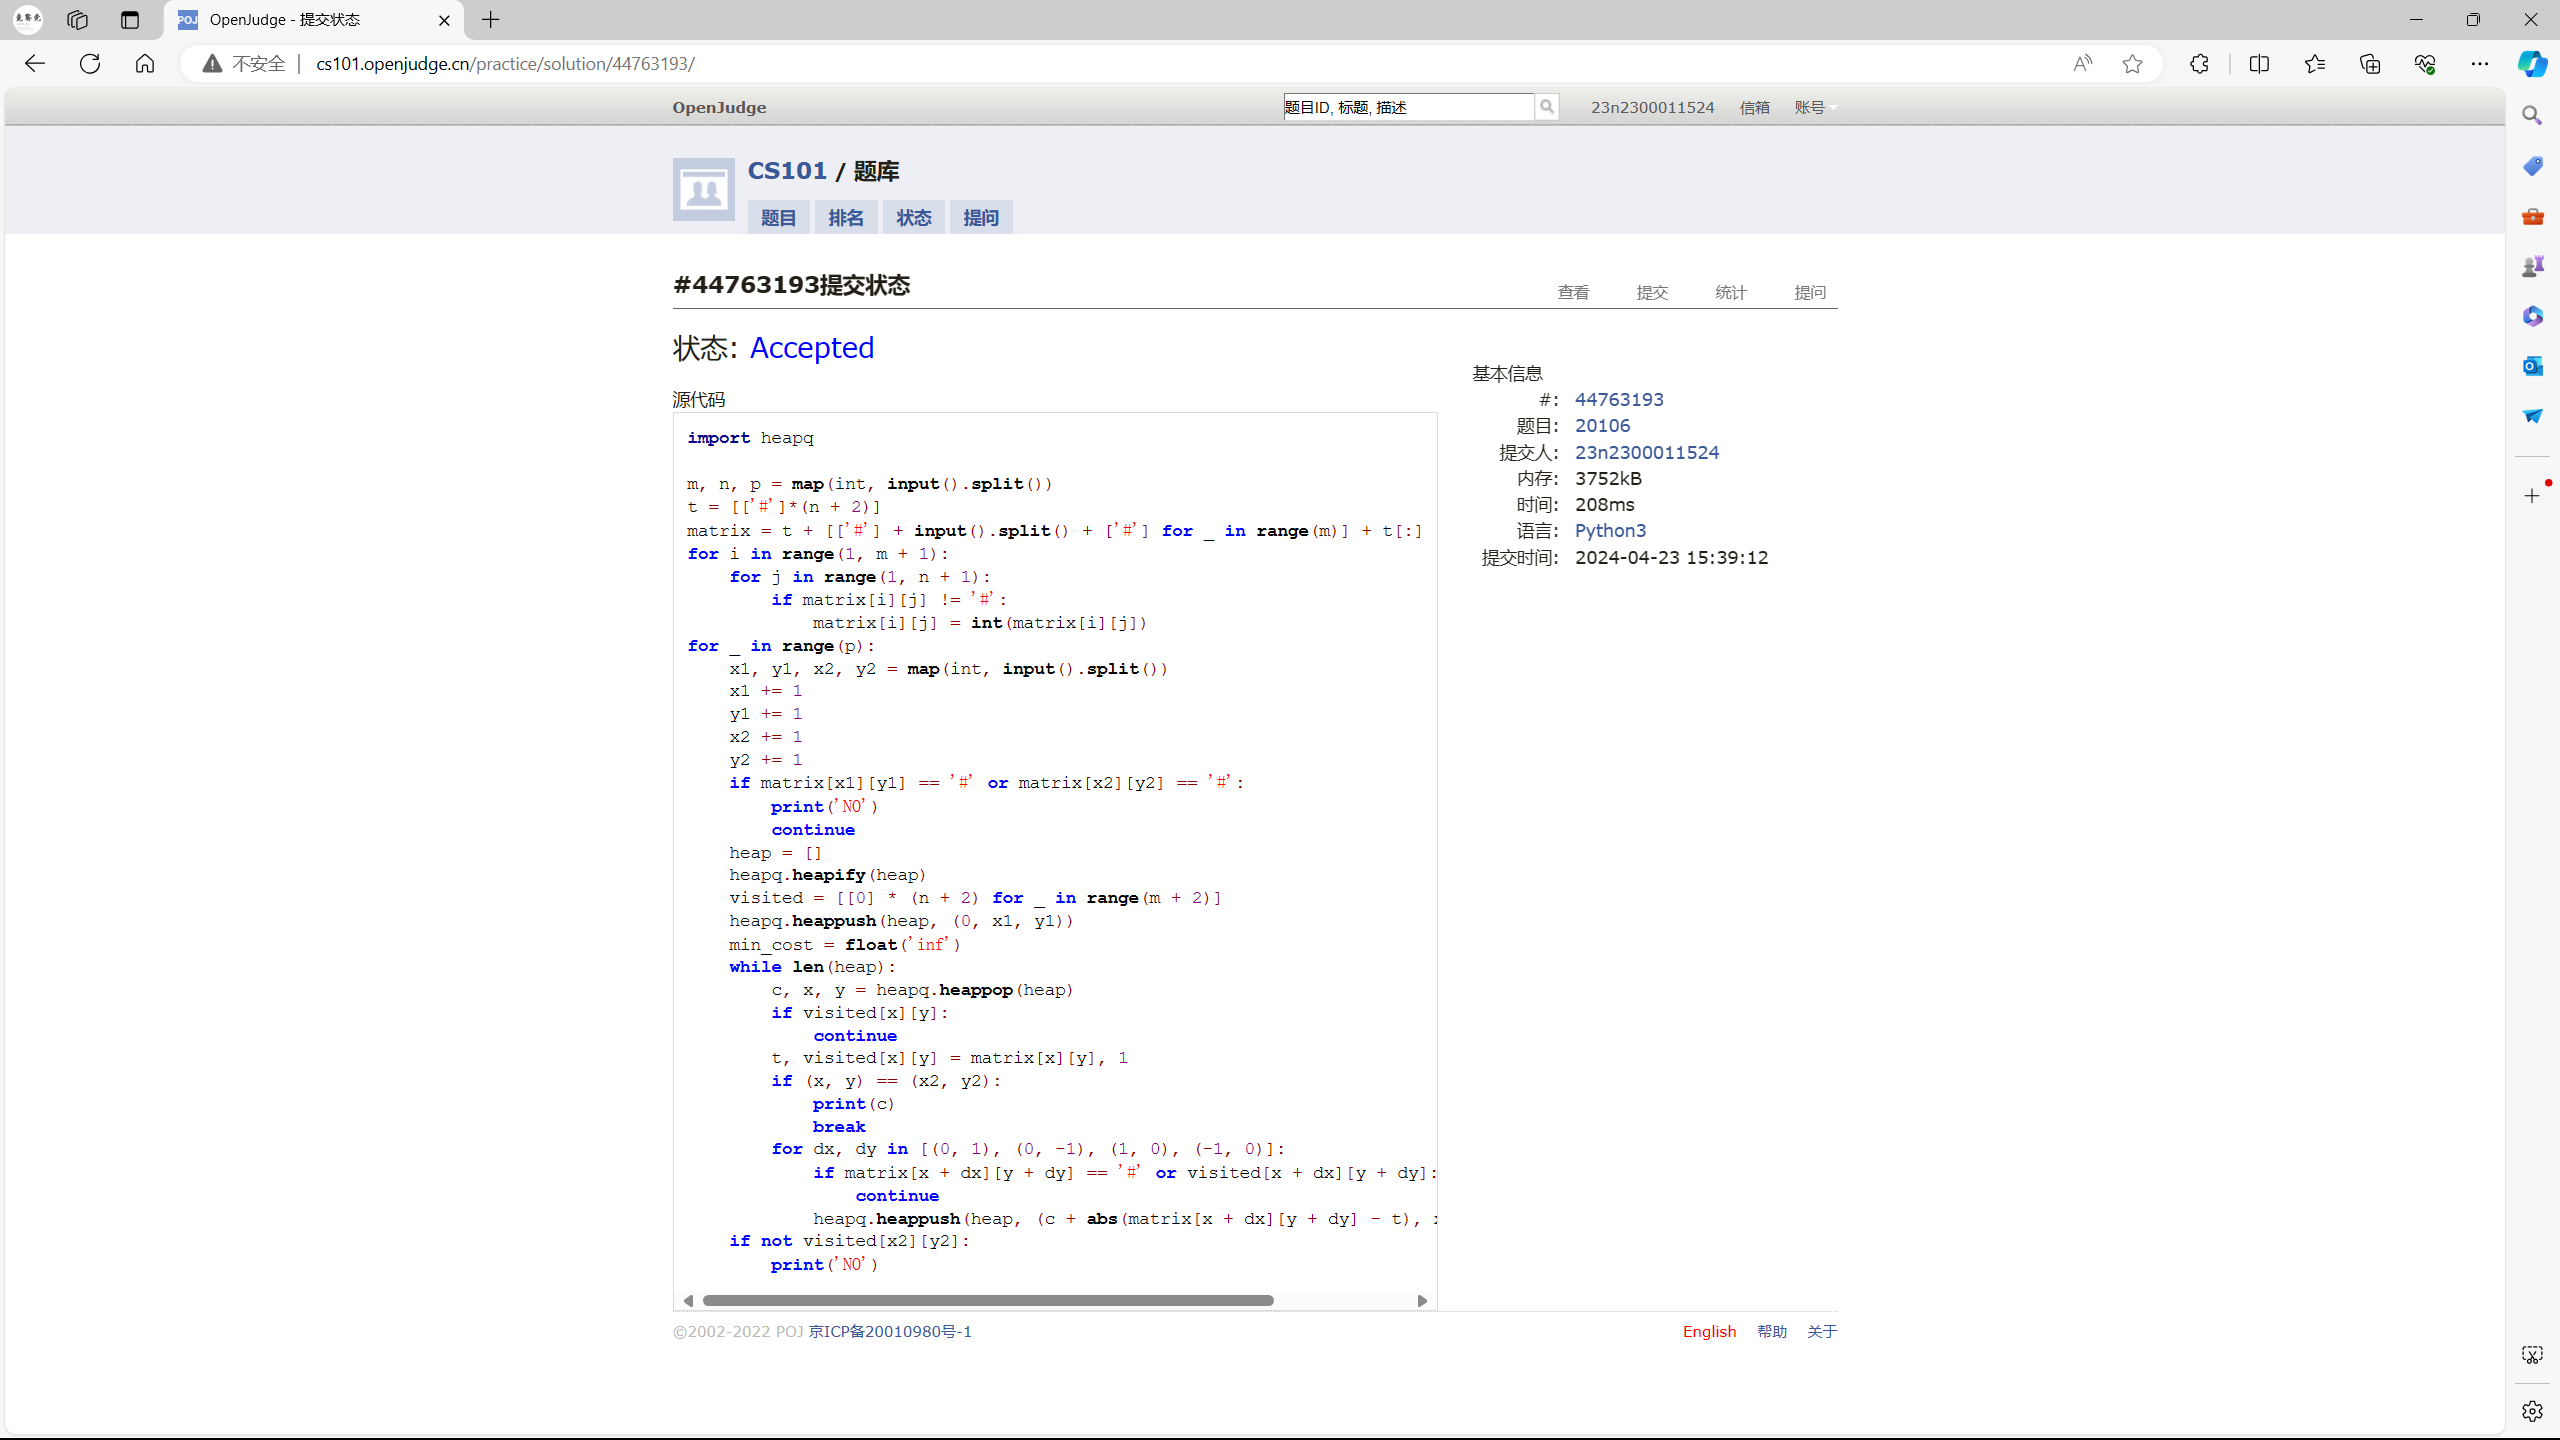 OpenJudge - 提交状态
不安全
cs101.openjudge.cn/practice/solution/44763193/
OpenJudge
题目ID, 标题, 描述
23n2300011524 信箱 账号
CS101 / 题库
题目 排名 状态 提问
#44763193提交状态
查看 提交 统计 提问
状态: Accepted
源代码
import heapq

m, n, p = map(int, input().split())
t = [['#']*(n + 2)]
matrix = t + [['#'] + input().split() + ['#'] for _ in range(m)] + t[:]
for i in range(1, m + 1):
    for j in range(1, n + 1):
        if matrix[i][j] != '#':
            matrix[i][j] = int(matrix[i][j])
for _ in range(p):
    x1, y1, x2, y2 = map(int, input().split())
    x1 += 1
    y1 += 1
    x2 += 1
    y2 += 1
    if matrix[x1][y1] == '#' or matrix[x2][y2] == '#':
        print('NO')
        continue
    heap = []
    heapq.heapify(heap)
    visited = [[0] * (n + 2) for _ in range(m + 2)]
    heapq.heappush(heap, (0, x1, y1))
    min_cost = float('inf')
    while len(heap):
        c, x, y = heapq.heappop(heap)
        if visited[x][y]:
            continue
        t, visited[x][y] = matrix[x][y], 1
        if (x, y) == (x2, y2):
            print(c)
            break
        for dx, dy in [(0, 1), (0, -1), (1, 0), (-1, 0)]:
            if matrix[x + dx][y + dy] == '#' or visited[x + dx][y + dy]:
                continue
            heapq.heappush(heap, (c + abs(matrix[x + dx][y + dy] - t),
    if not visited[x2][y2]:
        print('NO')
基本信息
#: 44763193
题目: 20106
提交人: 23n2300011524
内存: 3752kB
时间: 208ms
语言: Python3
提交时间: 2024-04-23 15:39:12
©2002-2022 POJ 京ICP备20010980号-1
English 帮助 关于